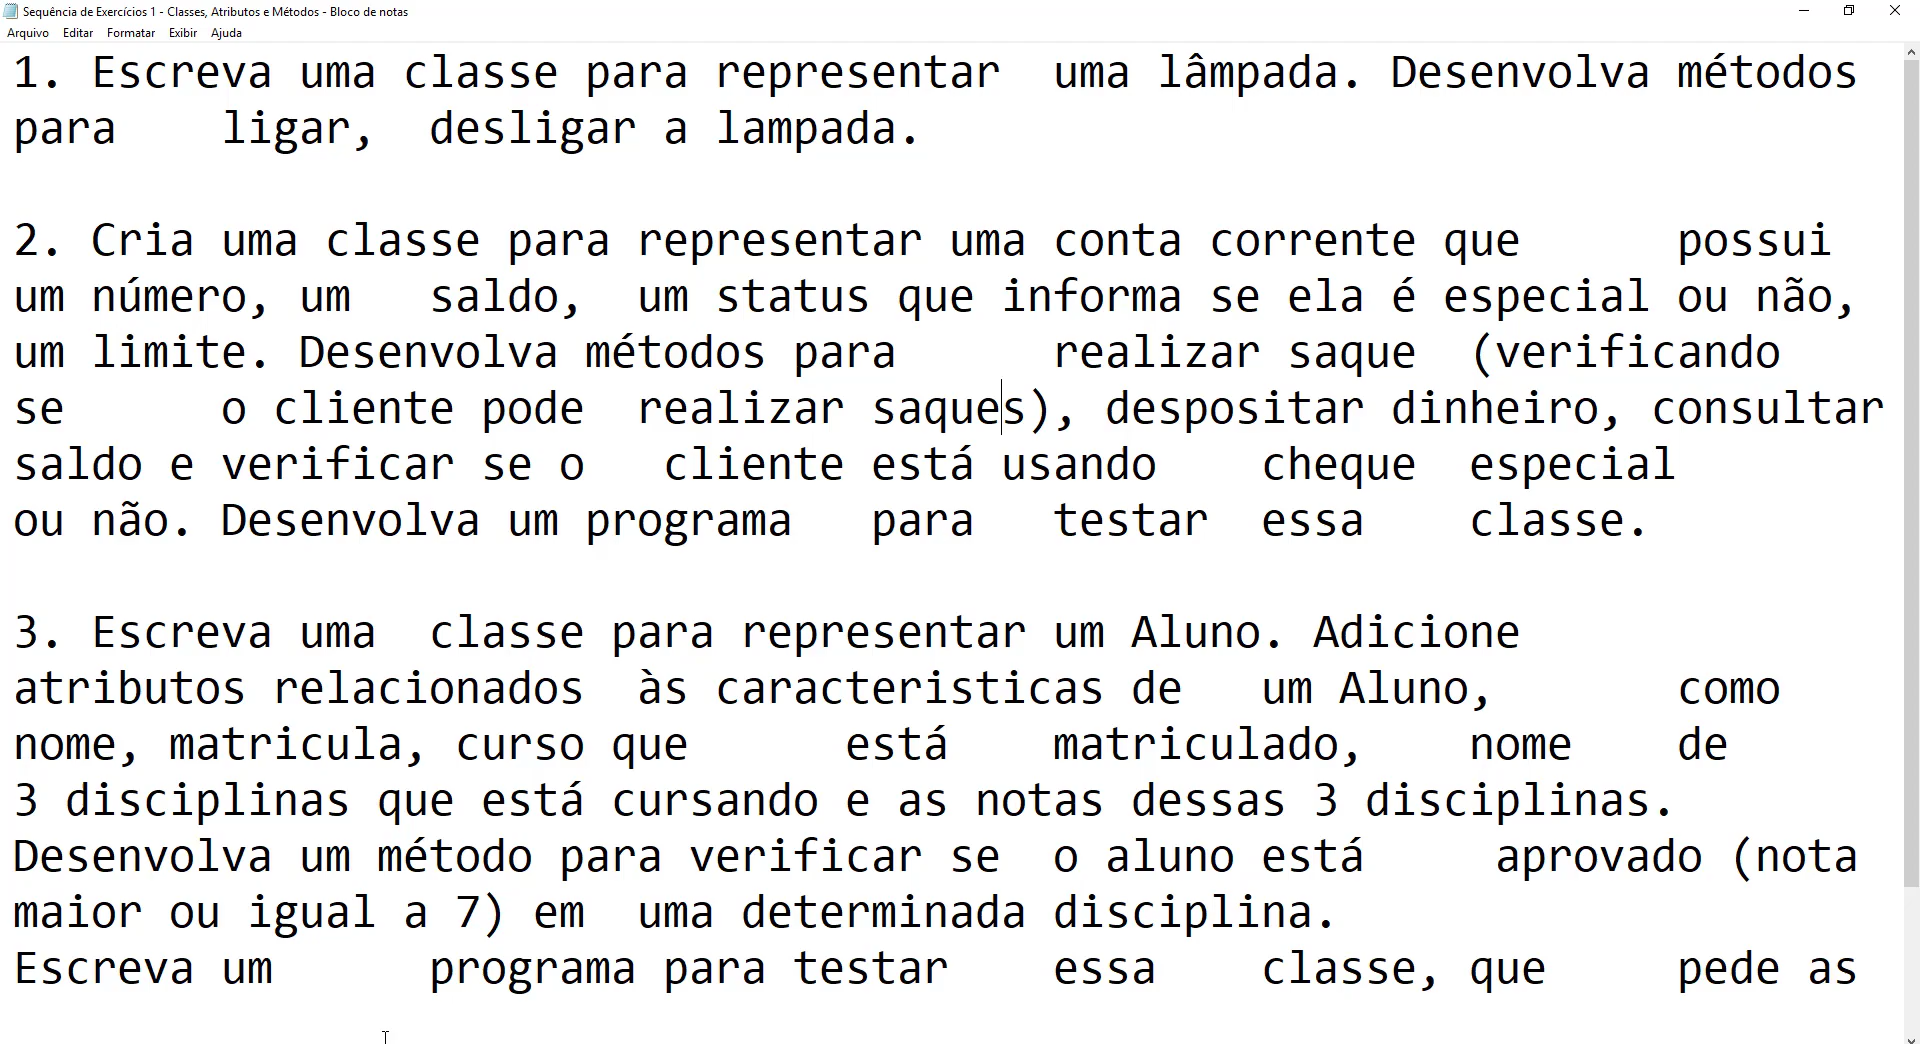 Sequência de Exercícios 1 - Classes, Atributos e Métodos - Bloco de notas
Arquivo Editar Formatar Exibir Ajuda
1. Escreva uma classe para representar uma lâmpada. Desenvolva métodos
para ligar, desligar a lampada.
2. Cria uma classe para representar uma conta corrente que possui
um número, um saldo, um status que informa se ela é especial ou não,
um limite. Desenvolva métodos para realizar saque (verificando
se o cliente pode realizar saques), despositar dinheiro, consultar
saldo e verificar se o cliente está usando cheque especial
ou não. Desenvolva um programa para testar essa classe.
3. Escreva uma classe para representar um Aluno. Adicione
atributos relacionados às caracteristicas de um Aluno, como
nome, matricula, curso que está matriculado, nome de
3 disciplinas que está cursando e as notas dessas 3 disciplinas.
Desenvolva um método para verificar se o aluno está aprovado (nota
maior ou igual a 7) em uma determinada disciplina.
Escreva um programa para testar essa classe, que pede as